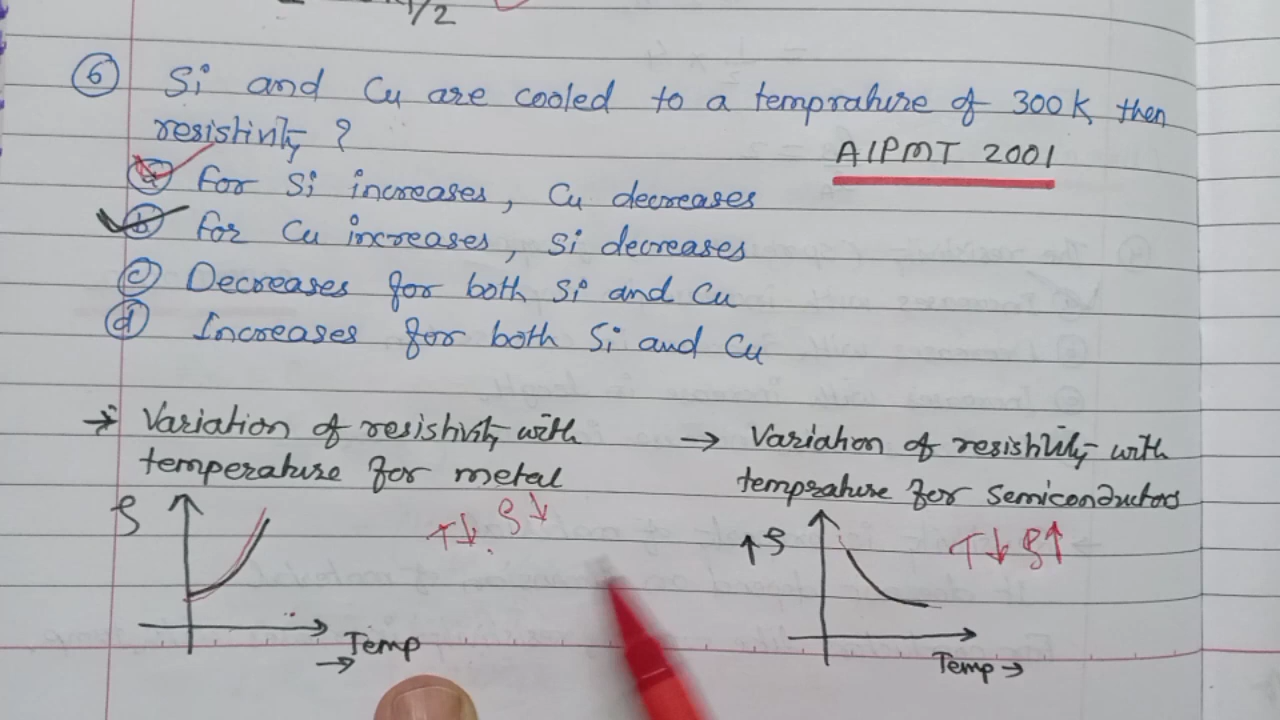 6 Si and Cu are cooled to a temprature of 300 K then
resistivity ?
AIPMT 2001
a for Si increases, Cu decreases
b for Cu increases, Si decreases
c Decreases for both Si and Cu
d Increases for both Si and Cu
→ Variation of resistivity with
temperature for metal
→ Variation of resistivity with
temprature for semiconductors
ρ
T↓ ρ↓
↑ρ
T↓ ρ↑
Temp
→
Temp →